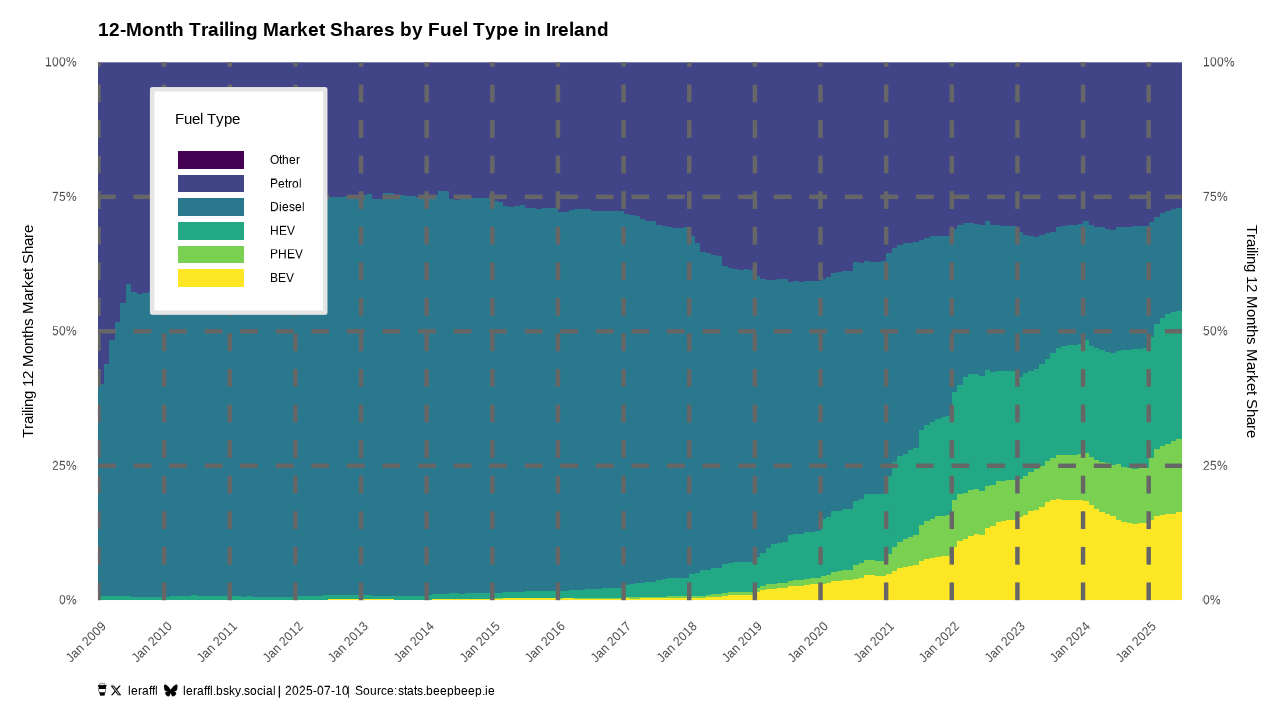 12-Month Trailing Market Shares by Fuel Type in Ireland
100%
75%
50%
25%
0%
Trailing 12 Months Market Share
Fuel Type
Other
Petrol
Diesel
HEV
PHEV
BEV
100%
75%
50%
25%
0%
Trailing 12 Months Market Share
Jan 2009
Jan 2010
Jan 2011
Jan 2012
Jan 2013
Jan 2014
Jan 2015
Jan 2016
Jan 2017
Jan 2018
Jan 2019
Jan 2020
Jan 2021
Jan 2022
Jan 2023
Jan 2024
Jan 2025
leraffl leraffl.bsky.social | 2025-07-10 | Source: stats.beepbeep.ie